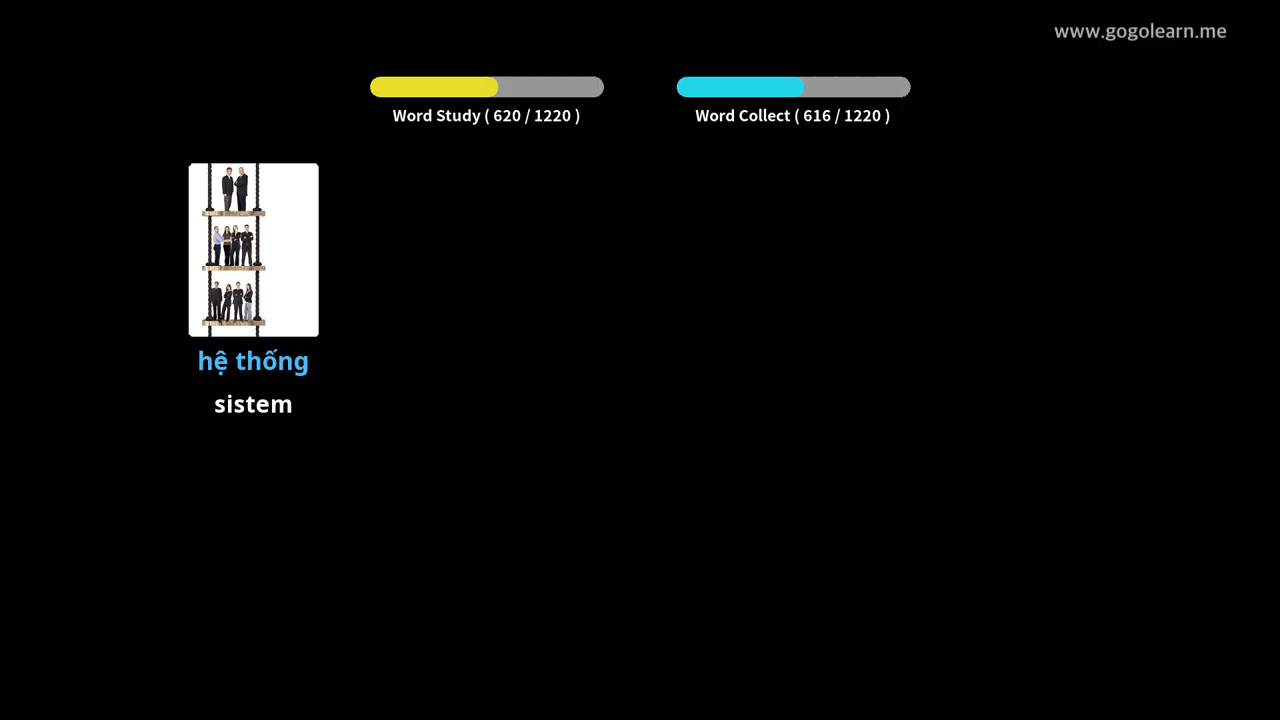 www.gogolearn.me
Word Study ( 620 / 1220 )
Word Collect ( 616 / 1220 )
hệ thống
sistem